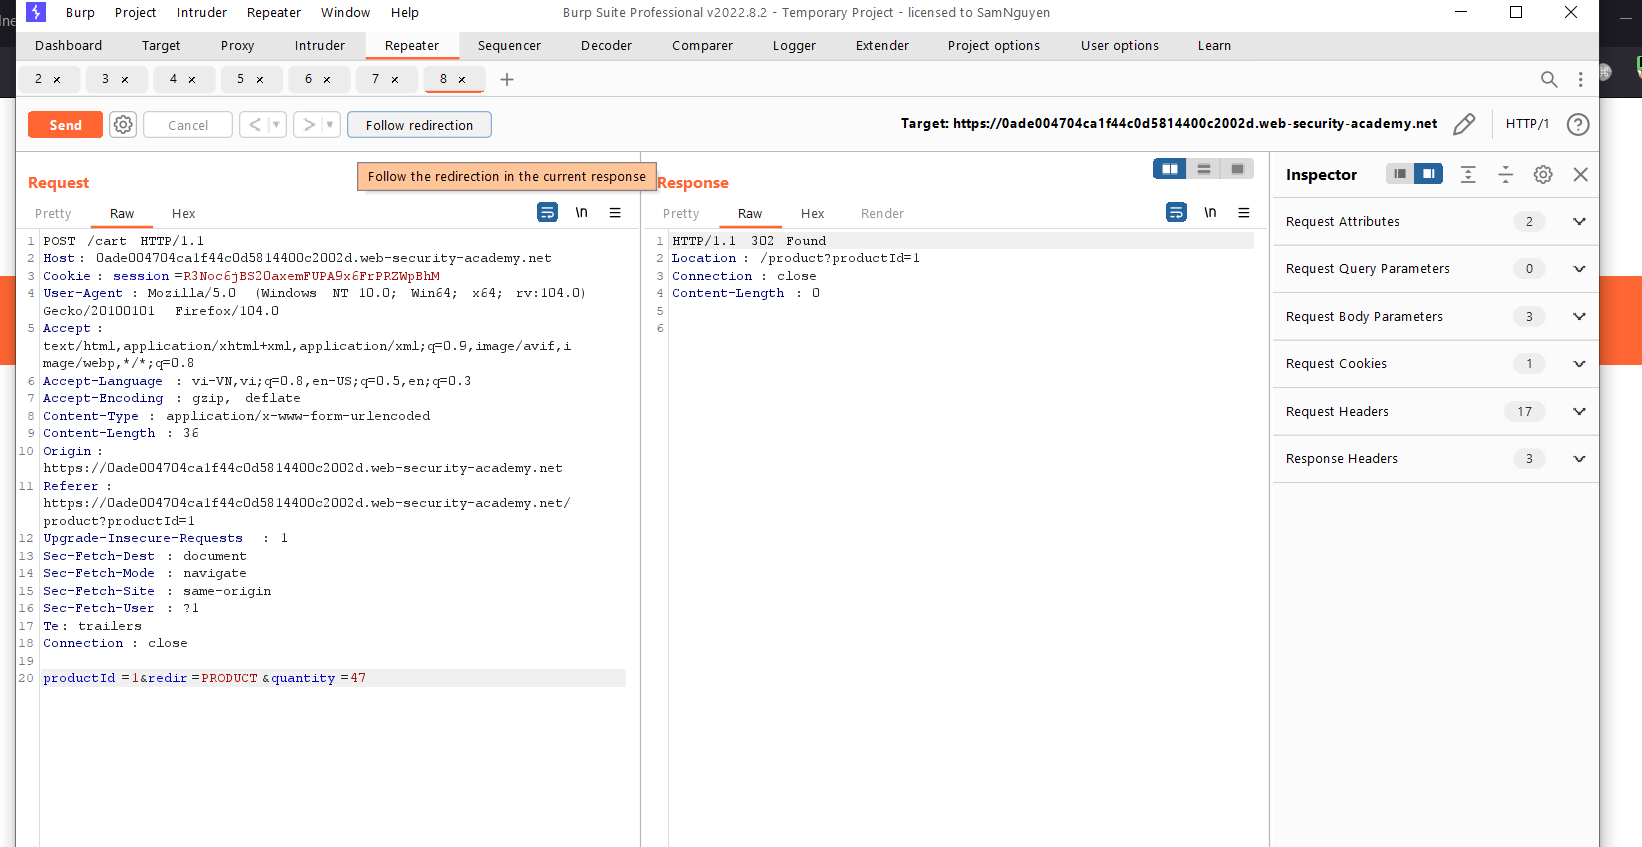 Burp Project Intruder Repeater Window Help Burp Suite Professional v2022.8.2 - Temporary Project - licensed to SamNguyen
Dashboard Target Proxy Intruder Repeater Sequencer Decoder Comparer Logger Extender Project options User options Learn
2 × 3 × 4 × 5 × 6 × 7 × 8 × +
Send Cancel < > Follow redirection Target: https://0ade004704ca1f44c0d5814400c2002d.web-security-academy.net HTTP/1 ?
Follow the redirection in the current response
Request
Pretty Raw Hex \n
1 POST /cart HTTP/1.1
2 Host: 0ade004704ca1f44c0d5814400c2002d.web-security-academy.net
3 Cookie: session=R3Noc6jBS20axemFUPA9x6FrPRZWpBhM
4 User-Agent: Mozilla/5.0 (Windows NT 10.0; Win64; x64; rv:104.0)
Gecko/20100101 Firefox/104.0
5 Accept:
text/html,application/xhtml+xml,application/xml;q=0.9,image/avif,i
mage/webp,*/*;q=0.8
6 Accept-Language: vi-VN,vi;q=0.8,en-US;q=0.5,en;q=0.3
7 Accept-Encoding: gzip, deflate
8 Content-Type: application/x-www-form-urlencoded
9 Content-Length: 36
10 Origin:
https://0ade004704ca1f44c0d5814400c2002d.web-security-academy.net
11 Referer:
https://0ade004704ca1f44c0d5814400c2002d.web-security-academy.net/
product?productId=1
12 Upgrade-Insecure-Requests: 1
13 Sec-Fetch-Dest: document
14 Sec-Fetch-Mode: navigate
15 Sec-Fetch-Site: same-origin
16 Sec-Fetch-User: ?1
17 Te: trailers
18 Connection: close
19
20 productId=1&redir=PRODUCT&quantity=47
Response
Pretty Raw Hex Render \n
1 HTTP/1.1 302 Found
2 Location: /product?productId=1
3 Connection: close
4 Content-Length: 0
5
6
Inspector
Request Attributes 2
Request Query Parameters 0
Request Body Parameters 3
Request Cookies 1
Request Headers 17
Response Headers 3